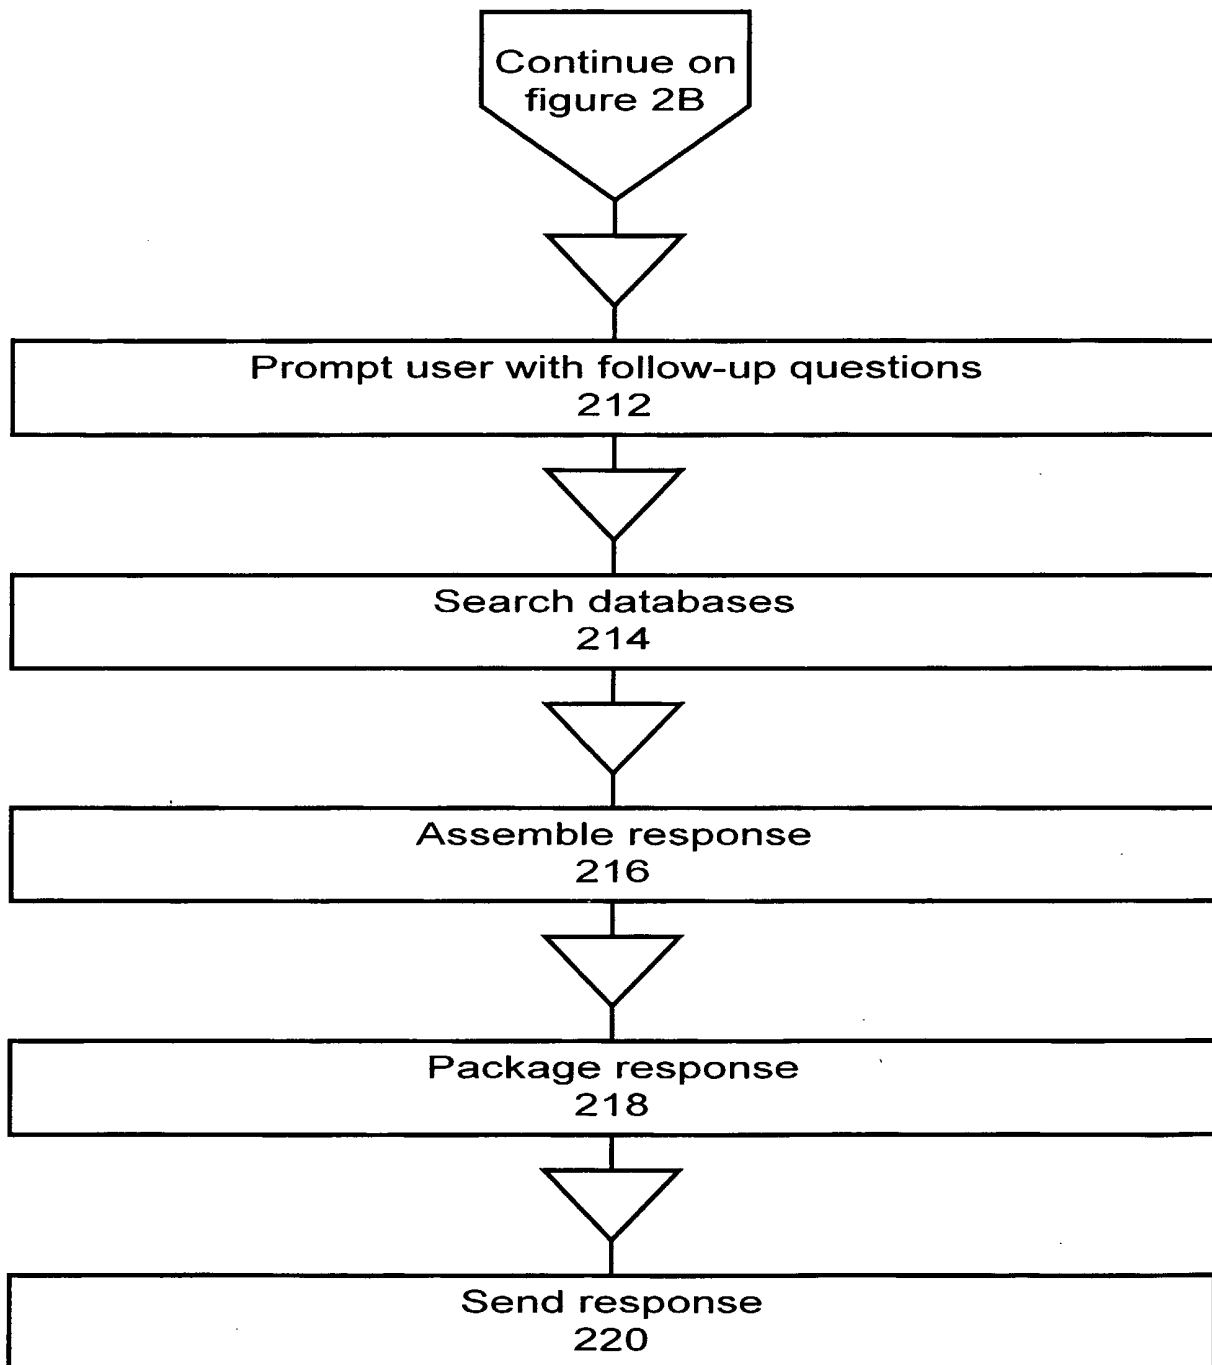 Continue on
figure 2B
Prompt user with follow-up questions
212
Search databases
214
Assemble response
216
Package response
218
Send response
220